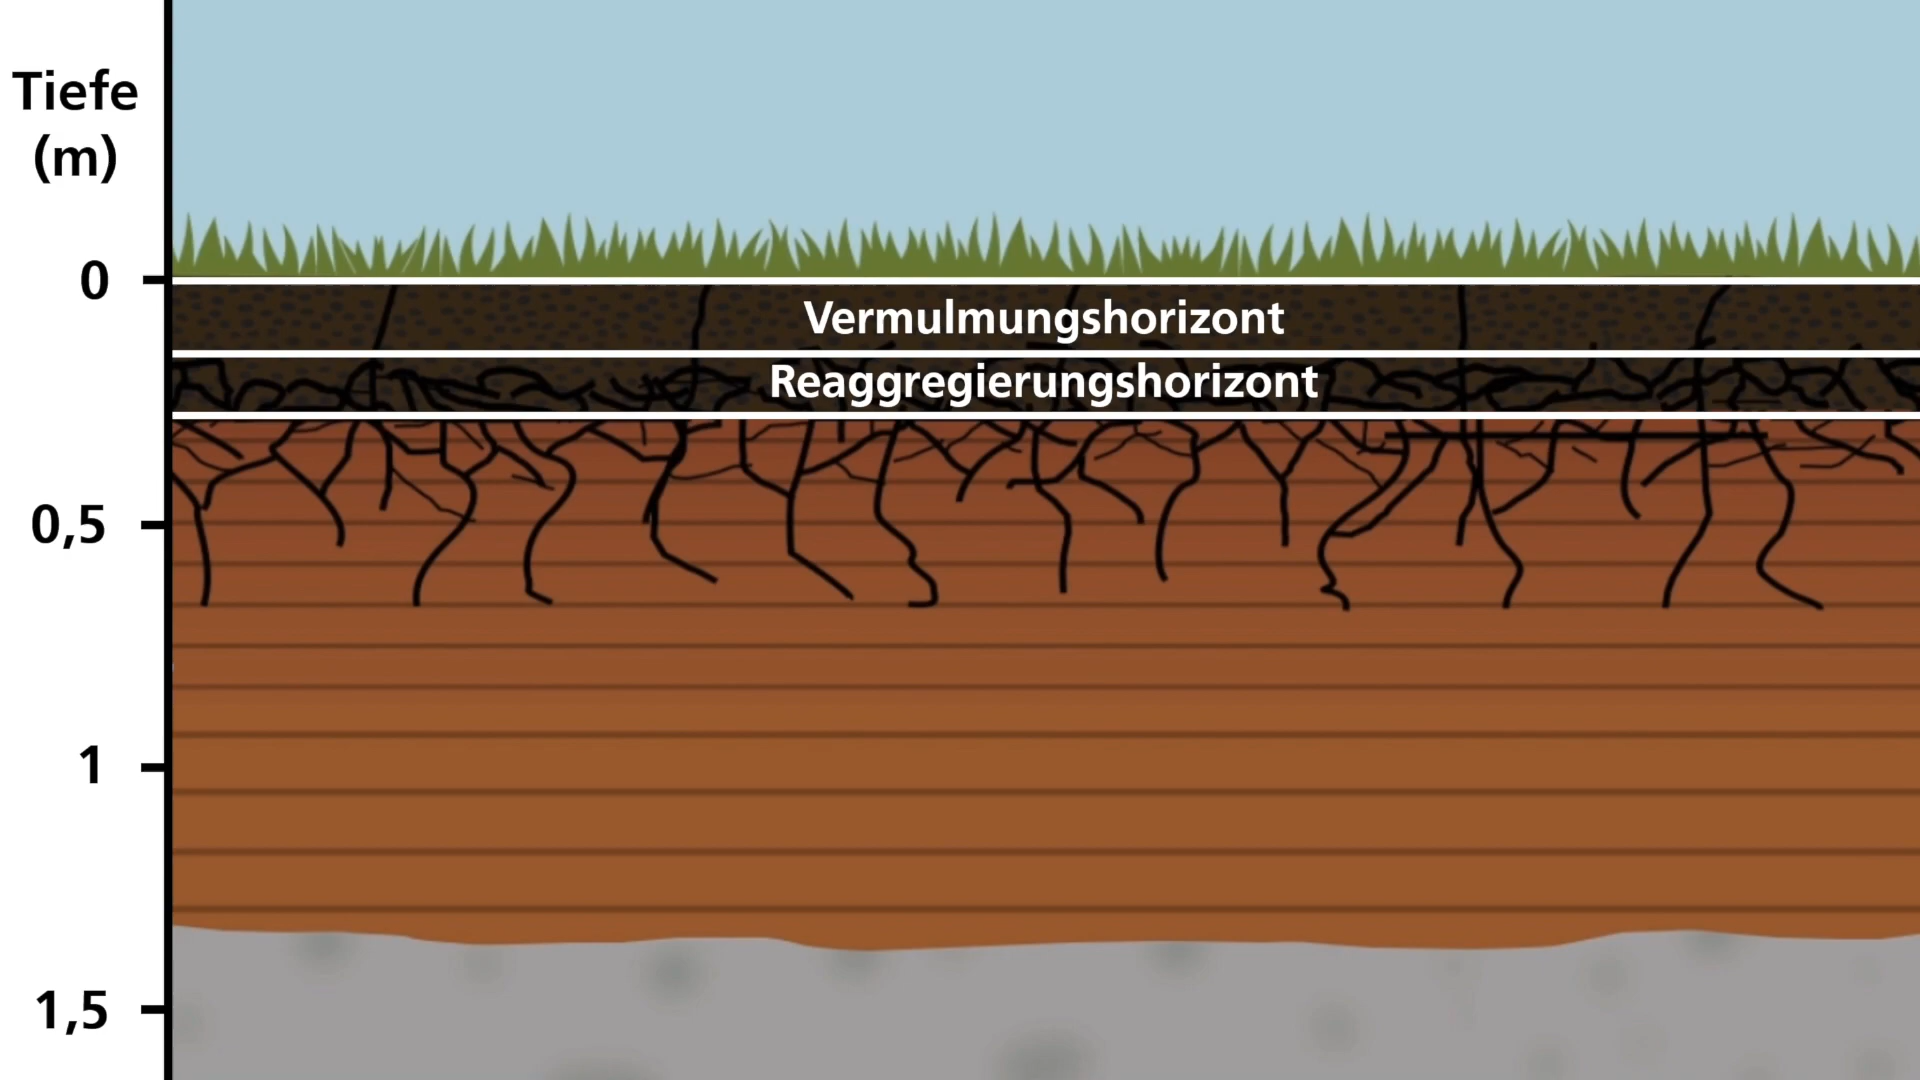 Tiefe
(m)
0
Vermulmungshorizont
Reaggregierungshorizont
0,5
1
1,5